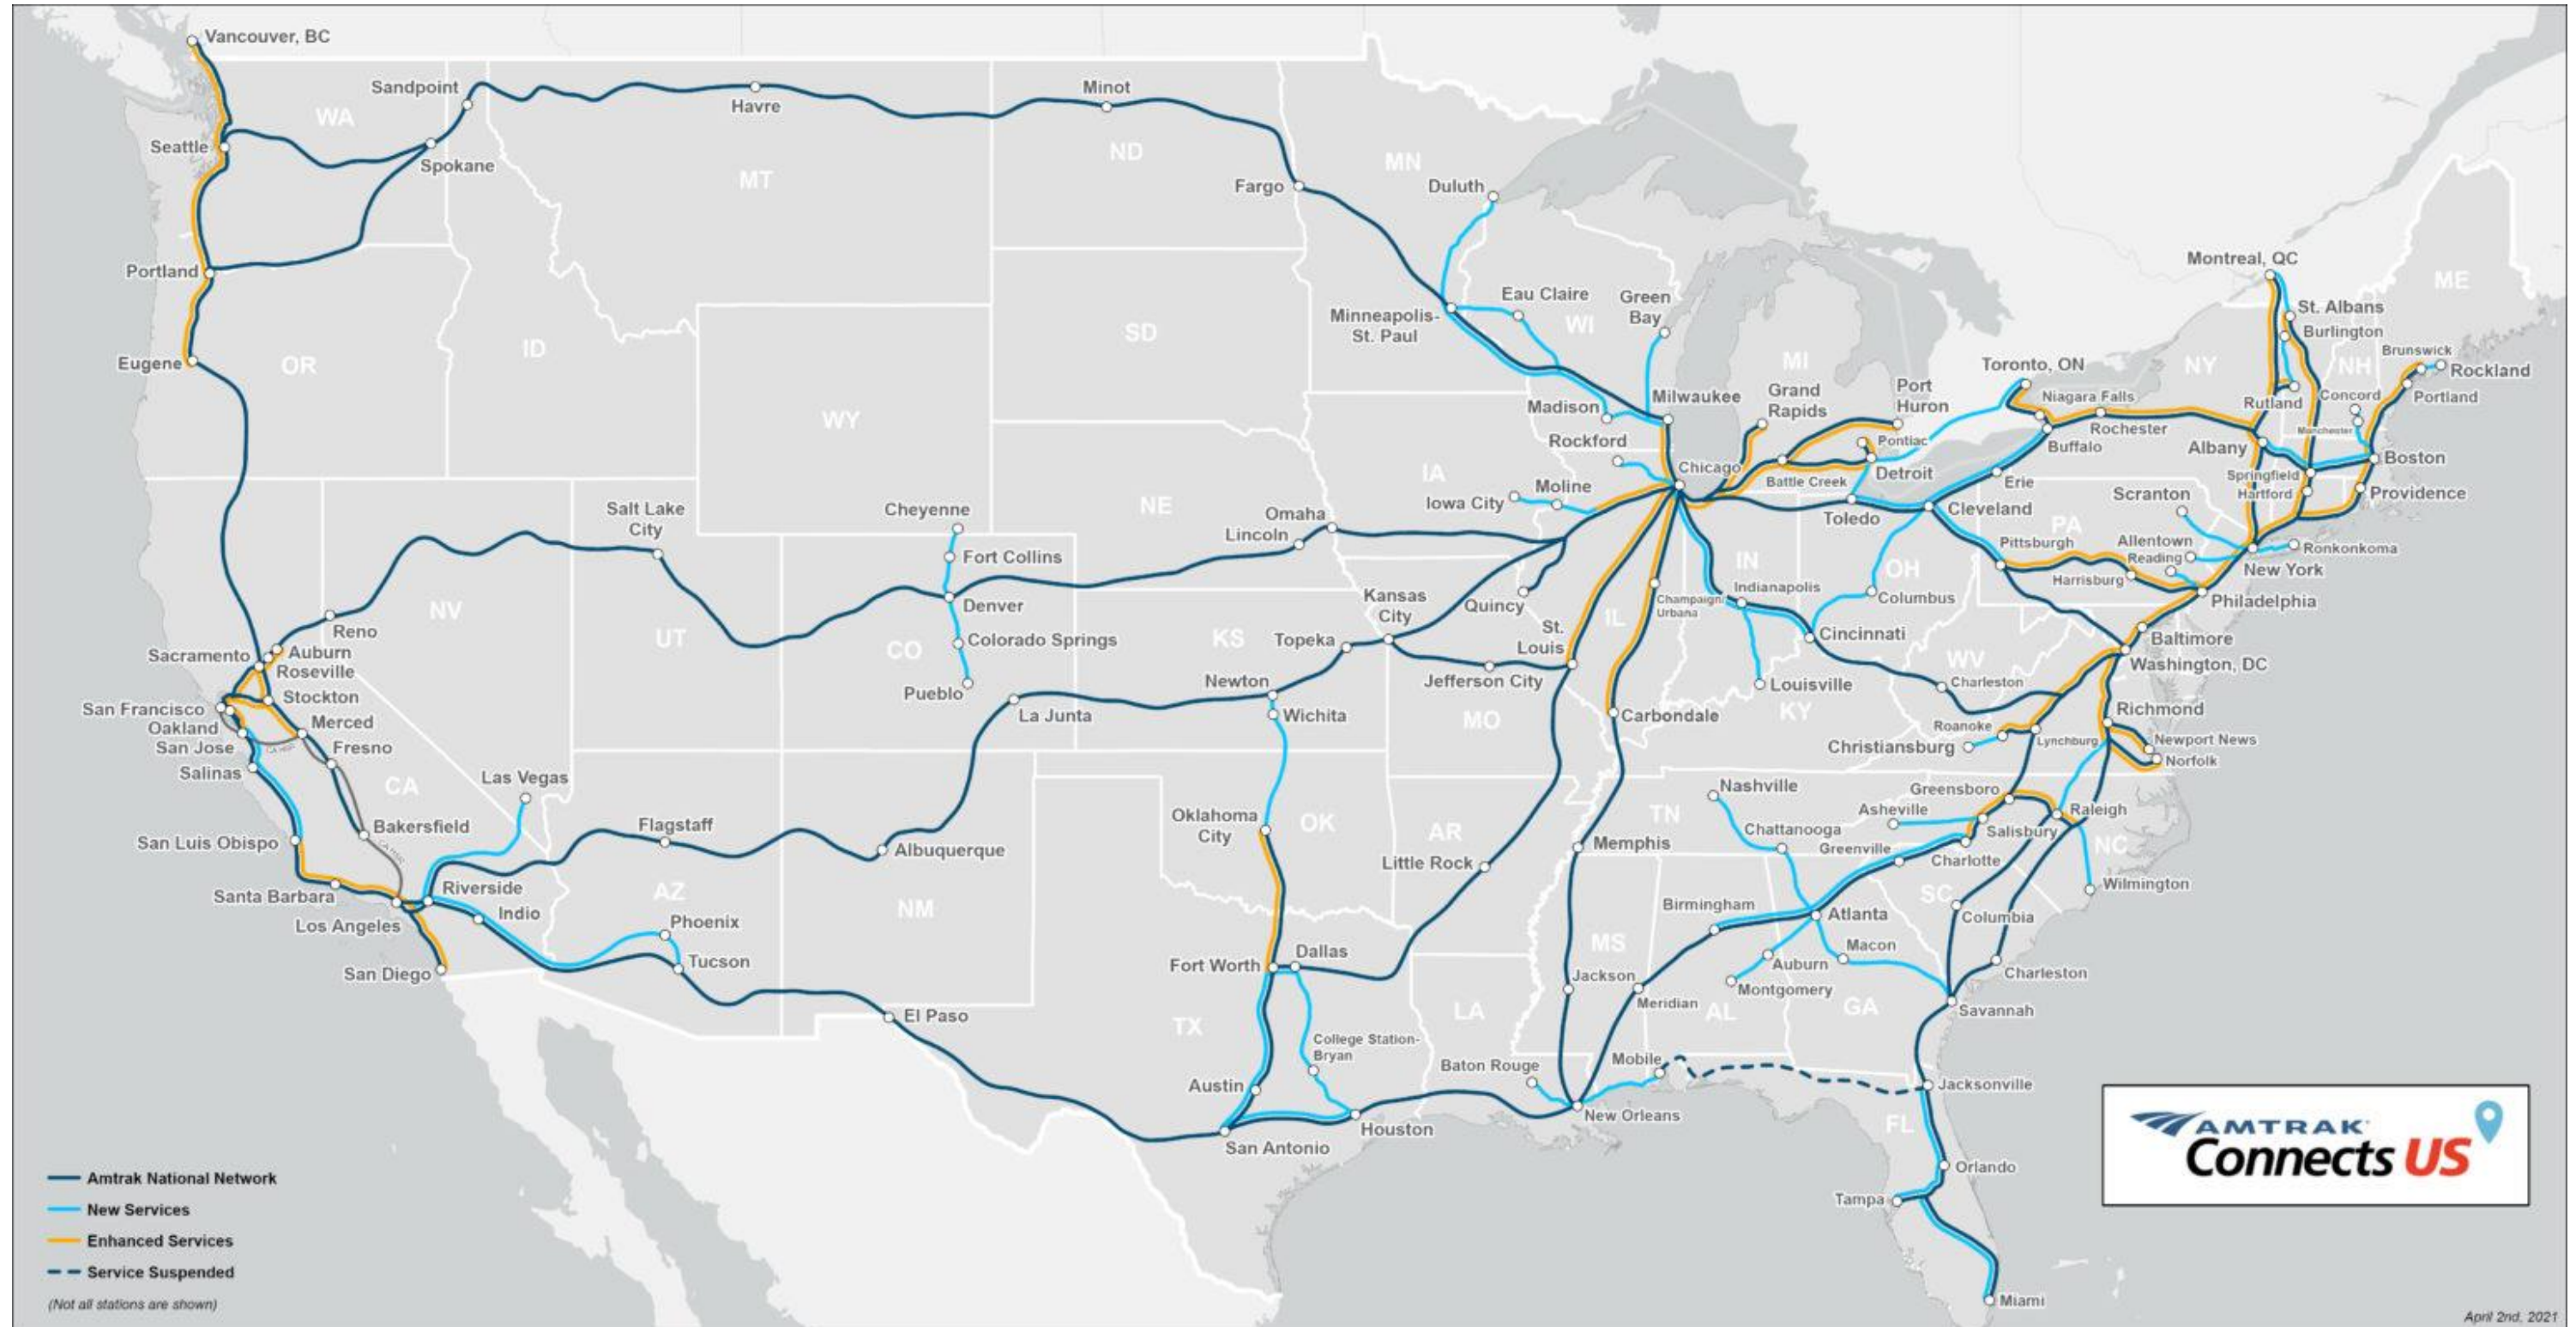 Vancouver, BC
Sandpoint
WA
Havre
Minot
Seattle
Spokane
MT
ND
MN
Fargo
Duluth
Portland
Eugene
OR
ID
SD
Minneapolis-
St. Paul
Eau Claire
WI
Green
Bay
MI
Montreal, QC
ME
St. Albans
Burlington
Brunswick
Rockland
NH
NY
Toronto, ON
Niagara Falls
Rutland
Concord
Portland
Manchester
WY
Madison
Milwaukee
Grand
Rapids
Port
Huron
Rockford
Pontiac
Rochester
Buffalo
Albany
Boston
Chicago
Detroit
Battle Creek
Springfield
Hartford
Providence
IA
Moline
Iowa City
Erie
Scranton
Toledo
Cleveland
PA
Salt Lake
City
Cheyenne
NE
Omaha
Lincoln
Fort Collins
Pittsburgh
Allentown
Reading
Ronkonkoma
New York
Harrisburg
IN
OH
Indianapolis
Columbus
Philadelphia
NV
Reno
UT
Denver
CO
Colorado Springs
Pueblo
KS
Topeka
Kansas
City
Quincy
IL
Champaign
Urbana
St.
Louis
Jefferson City
Cincinnati
Baltimore
WV
Washington, DC
Charleston
Louisville
Sacramento
Auburn
Roseville
Stockton
San Francisco
Oakland
Merced
San Jose
CA HSR
Fresno
Salinas
CA
Newton
Wichita
La Junta
MO
Carbondale
KY
Richmond
Roanoke
Christiansburg
Lynchburg
Newport News
Norfolk
Las Vegas
Nashville
Greensboro
Asheville
Raleigh
Salisbury
San Luis Obispo
Bakersfield
CA HSR
Flagstaff
Albuquerque
Oklahoma
City
OK
AR
TN
Little Rock
Memphis
Chattanooga
Greenville
Charlotte
NC
Wilmington
Santa Barbara
Los Angeles
Riverside
Indio
AZ
NM
Phoenix
Tucson
San Diego
El Paso
Fort Worth
Dallas
TX
LA
MS
Birmingham
Atlanta
SC
Columbia
Macon
Auburn
Montgomery
Jackson
Meridian
AL
GA
Charleston
Savannah
College Station-
Bryan
Austin
Baton Rouge
Mobile
Jacksonville
New Orleans
Houston
San Antonio
FL
Orlando
Tampa
Miami
AMTRAK
Connects US
Amtrak National Network
New Services
Enhanced Services
Service Suspended
(Not all stations are shown)
April 2nd, 2021